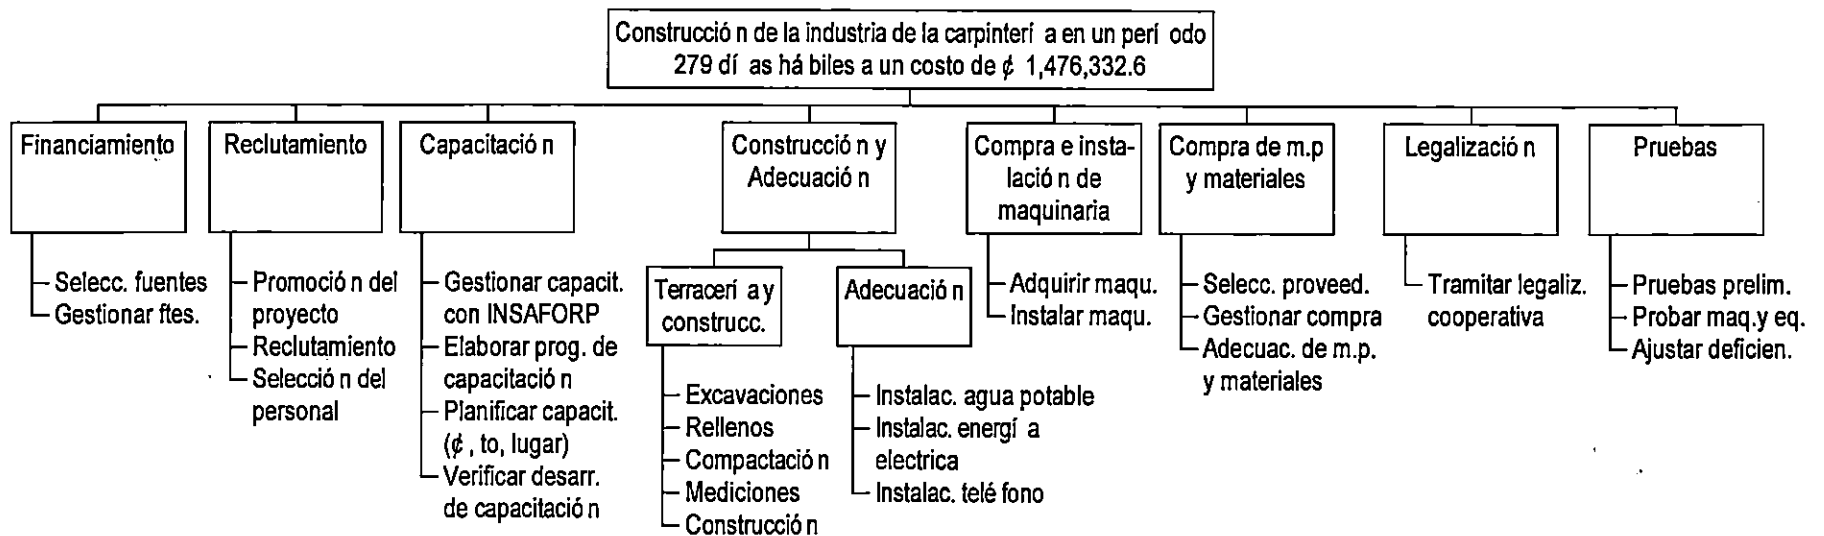 Construcción de la industria de la carpintería en un período
279 días hábiles a un costo de ₡ 1,476,332.6
Financiamiento
Reclutamiento
Capacitación
Construcción y
Adecuación
Compra e insta-
lación de
maquinaria
Compra de m.p
y materiales
Legalización
Pruebas
Selecc. fuentes
Gestionar ftes.
Promoción del
proyecto
Reclutamiento
Selección del
personal
Gestionar capacit.
con INSAFORP
Elaborar prog. de
capacitación
Planificar capacit.
(₡, to, lugar)
Verificar desarr.
de capacitación
Terracería y
construcc.
Excavaciones
Rellenos
Compactación
Mediciones
Construcción
Adecuación
Instalac. agua potable
Instalac. energía
electrica
Instalac. teléfono
Adquirir maqu.
Instalar maqu.
Selecc. proveed.
Gestionar compra
Adecuac. de m.p.
y materiales
Tramitar legaliz.
cooperativa
Pruebas prelim.
Probar maq.y eq.
Ajustar deficien.